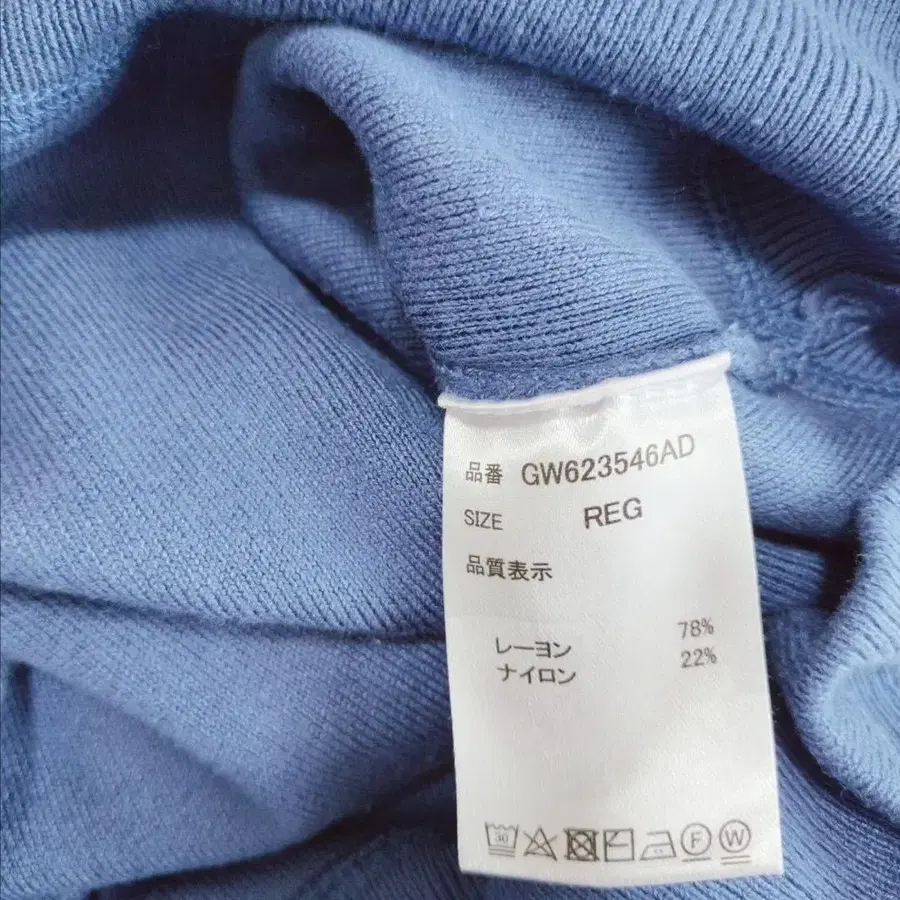 品番 GW623546AD
SIZE REG
品質表示
レーヨン 78%
ナイロン 22%
30 F W